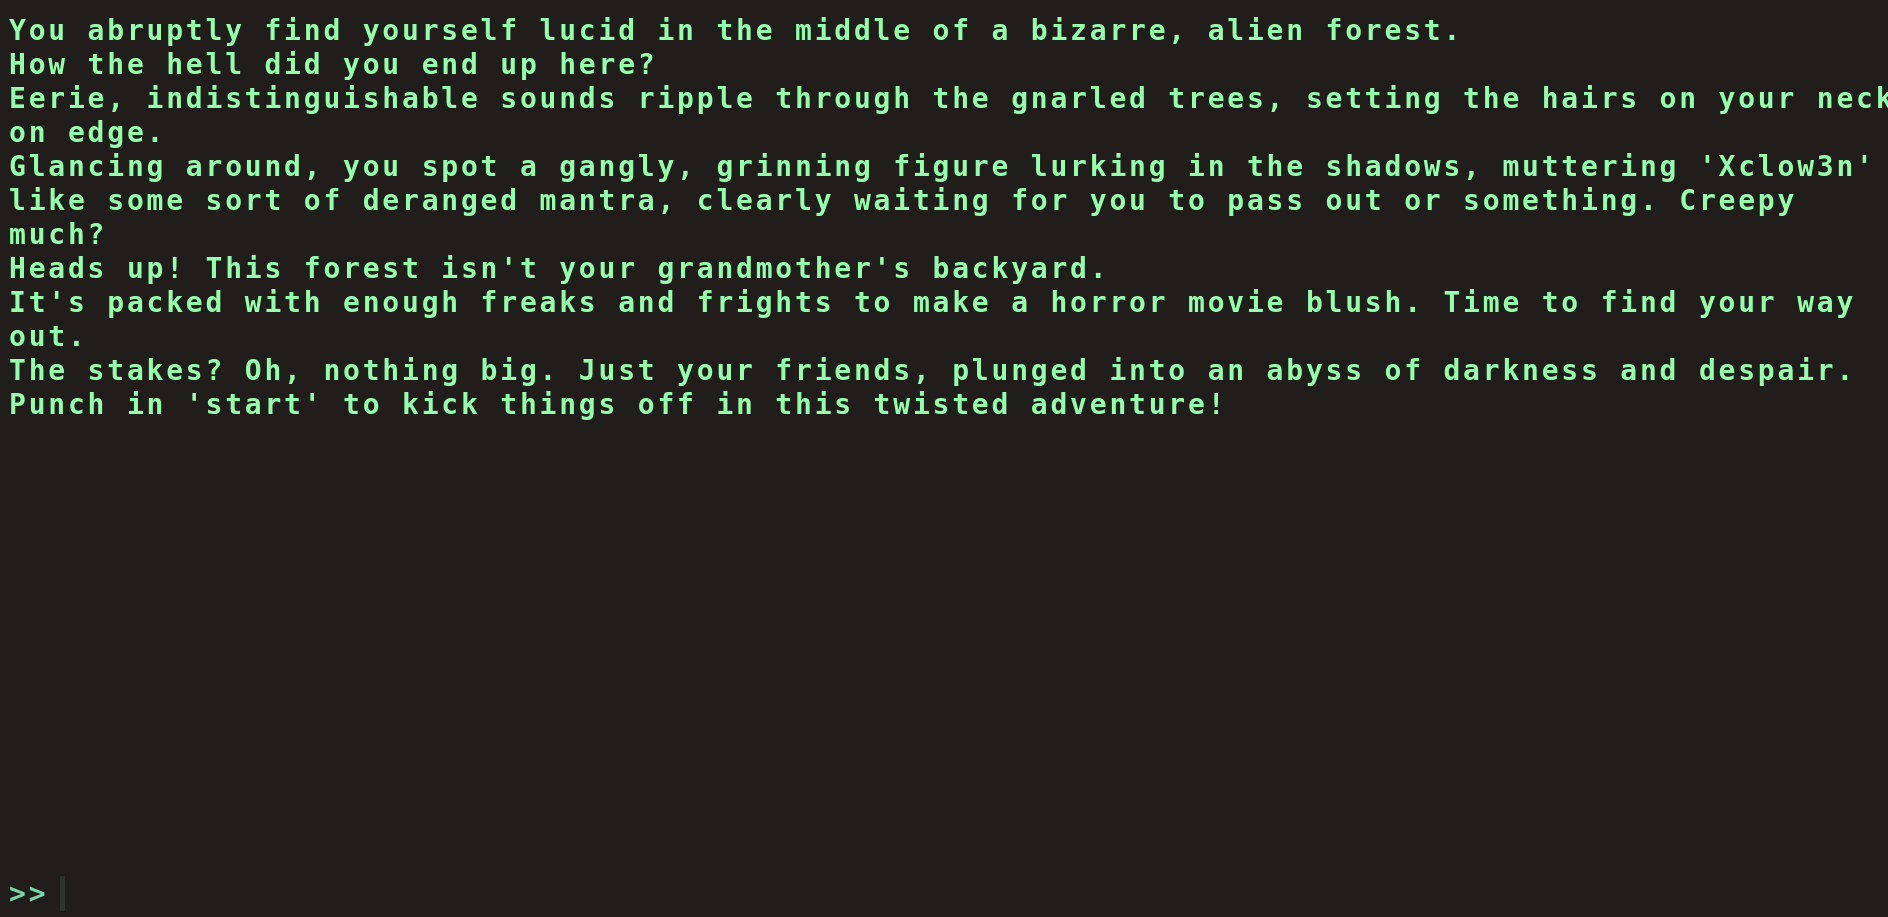 You abruptly find yourself lucid in the middle of a bizarre, alien forest.
How the hell did you end up here?
Eerie, indistinguishable sounds ripple through the gnarled trees, setting the hairs on your neck
on edge.
Glancing around, you spot a gangly, grinning figure lurking in the shadows, muttering 'Xclow3n'
like some sort of deranged mantra, clearly waiting for you to pass out or something. Creepy
much?
Heads up! This forest isn't your grandmother's backyard.
It's packed with enough freaks and frights to make a horror movie blush. Time to find your way
out.
The stakes? Oh, nothing big. Just your friends, plunged into an abyss of darkness and despair.
Punch in 'start' to kick things off in this twisted adventure!
>>